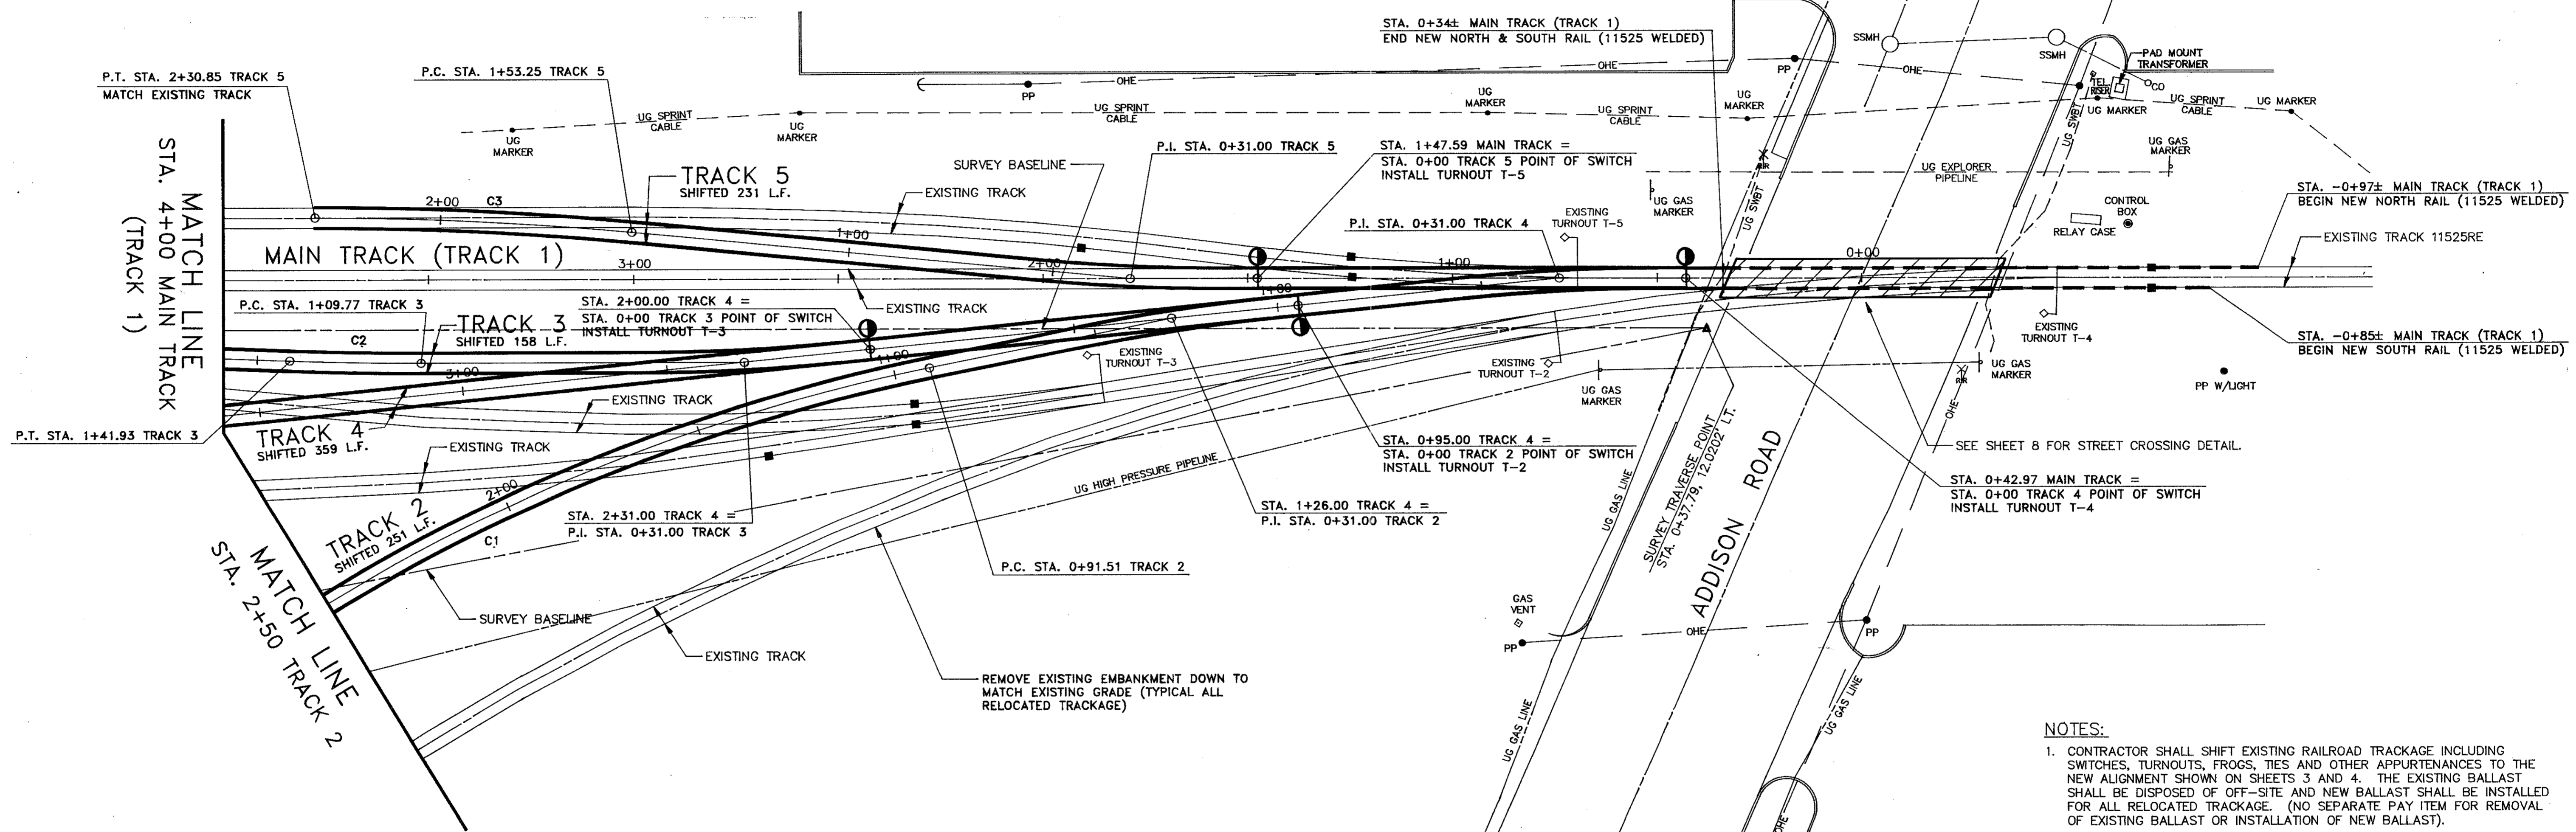 STA. 0+34± MAIN TRACK (TRACK 1)
END NEW NORTH & SOUTH RAIL (11525 WELDED)
P.T. STA. 2+30.85 TRACK 5
MATCH EXISTING TRACK
P.C. STA. 1+53.25 TRACK 5
OHE
OHE
PP
PP
SSMH
OHE
SSMH
PAD MOUNT
TRANSFORMER
TEL
RISER
CO
UG SPRINT
CABLE
UG
MARKER
UG
MARKER
UG SPRINT
CABLE
UG
MARKER
UG SPRINT
CABLE
UG
MARKER
UG MARKER
UG SPRINT
CABLE
UG MARKER
UG SWBT
UG SWBT
MATCH LINE
STA. 4+00 MAIN TRACK
(TRACK 1)
TRACK 5
SHIFTED 231 L.F.
SURVEY BASELINE
EXISTING TRACK
P.I. STA. 0+31.00 TRACK 5
STA. 1+47.59 MAIN TRACK =
STA. 0+00 TRACK 5 POINT OF SWITCH
INSTALL TURNOUT T-5
P.I. STA. 0+31.00 TRACK 4
EXISTING
TURNOUT T-5
UG GAS
MARKER
RR
UG EXPLORER
PIPELINE
UG GAS
MARKER
CONTROL
BOX
RELAY CASE
STA. -0+97± MAIN TRACK (TRACK 1)
BEGIN NEW NORTH RAIL (11525 WELDED)
EXISTING TRACK 11525RE
2+00
C3
1+00
MAIN TRACK (TRACK 1)
3+00
2+00
1+00
0+00
P.C. STA. 1+09.77 TRACK 3
STA. 2+00.00 TRACK 4 =
STA. 0+00 TRACK 3 POINT OF SWITCH
INSTALL TURNOUT T-3
EXISTING TRACK
1+00
TRACK 3
SHIFTED 158 L.F.
C2
1+00
3+00
EXISTING
TURNOUT T-3
EXISTING
TURNOUT T-2
UG GAS
MARKER
EXISTING
TURNOUT T-4
UG GAS
MARKER
RR
STA. -0+85± MAIN TRACK (TRACK 1)
BEGIN NEW SOUTH RAIL (11525 WELDED)
PP W/LIGHT
OHE
EXISTING TRACK
P.T. STA. 1+41.93 TRACK 3
TRACK 4
SHIFTED 359 L.F.
EXISTING TRACK
STA. 0+95.00 TRACK 4 =
STA. 0+00 TRACK 2 POINT OF SWITCH
INSTALL TURNOUT T-2
SEE SHEET 8 FOR STREET CROSSING DETAIL.
STA. 0+42.97 MAIN TRACK =
STA. 0+00 TRACK 4 POINT OF SWITCH
INSTALL TURNOUT T-4
UG HIGH PRESSURE PIPELINE
UG GAS LINE
SURVEY TRAVERSE POINT
STA. 0+37.79, 12.0202' LT.
ADDISON ROAD
2+00
TRACK 2
SHIFTED 251 L.F.
C1
STA. 2+31.00 TRACK 4 =
P.I. STA. 0+31.00 TRACK 3
STA. 1+26.00 TRACK 4 =
P.I. STA. 0+31.00 TRACK 2
P.C. STA. 0+91.51 TRACK 2
MATCH LINE
STA. 2+50 TRACK 2
SURVEY BASELINE
EXISTING TRACK
REMOVE EXISTING EMBANKMENT DOWN TO
MATCH EXISTING GRADE (TYPICAL ALL
RELOCATED TRACKAGE)
GAS
VENT
PP
OHE
PP
UG GAS LINE
UG GAS LINE
OHE
NOTES:
1. CONTRACTOR SHALL SHIFT EXISTING RAILROAD TRACKAGE INCLUDING
SWITCHES, TURNOUTS, FROGS, TIES AND OTHER APPURTENANCES TO THE
NEW ALIGNMENT SHOWN ON SHEETS 3 AND 4. THE EXISTING BALLAST
SHALL BE DISPOSED OF OFF-SITE AND NEW BALLAST SHALL BE INSTALLED
FOR ALL RELOCATED TRACKAGE. (NO SEPARATE PAY ITEM FOR REMOVAL
OF EXISTING BALLAST OR INSTALLATION OF NEW BALLAST).